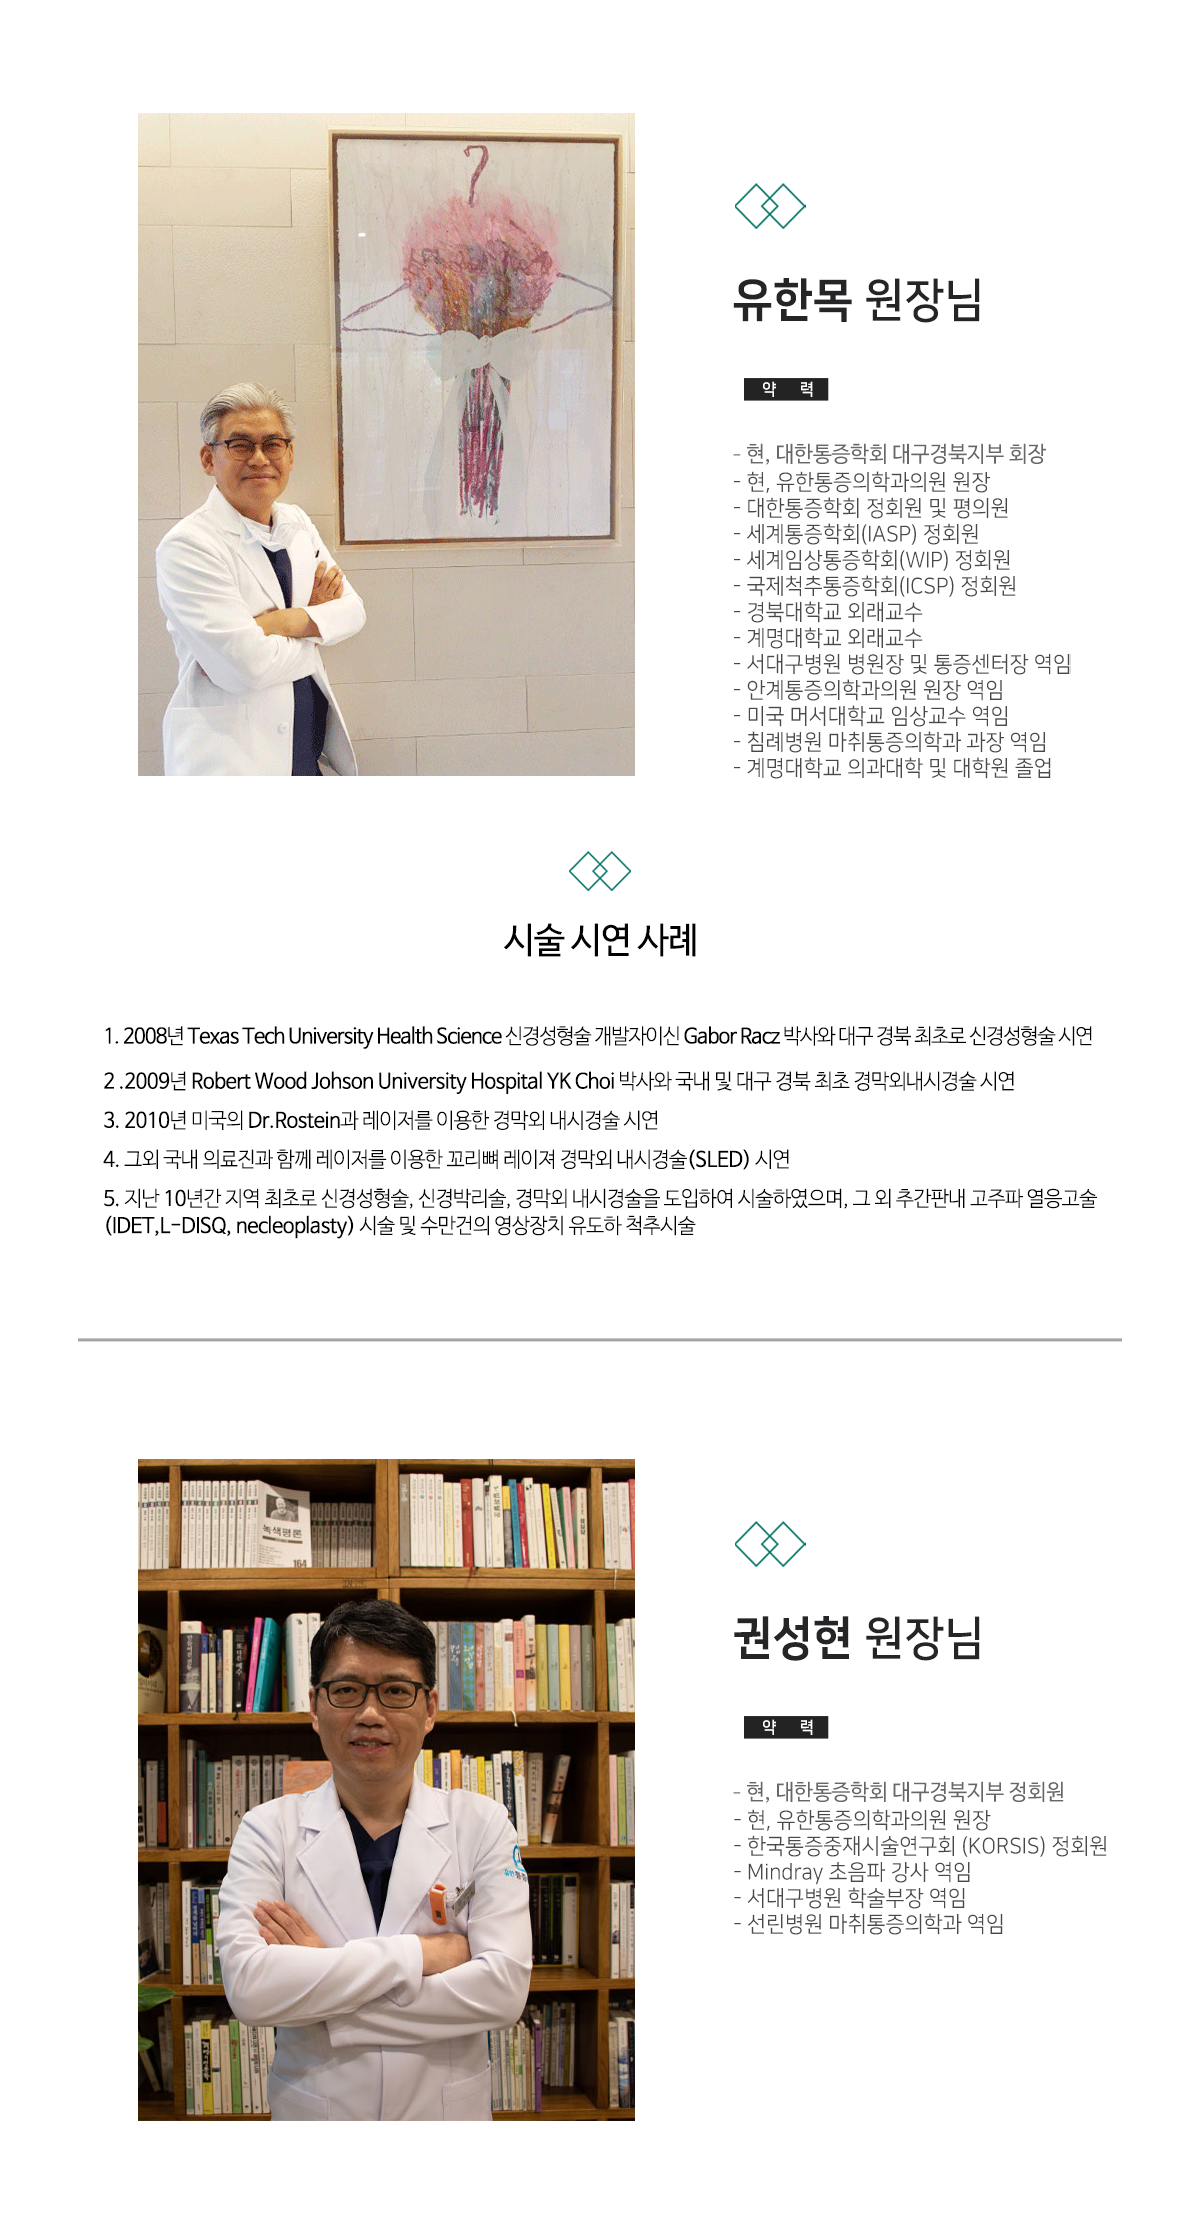 유한목 원장님
약 력
- 현, 대한통증학회 대구경북지부 회장
- 현, 유한통증의학과의원 원장
- 대한통증학회 정회원 및 평의원
- 세계통증학회(IASP) 정회원
- 세계임상통증학회(WIP) 정회원
- 국제척추통증학회(ICSP) 정회원
- 경북대학교 외래교수
- 계명대학교 외래교수
- 서대구병원 병원장 및 통증센터장 역임
- 안계통증의학과의원 원장 역임
- 미국 머서대학교 임상교수 역임
- 침례병원 마취통증의학과 과장 역임
- 계명대학교 의과대학 및 대학원 졸업
시술 시연 사례
1. 2008년 Texas Tech University Health Science 신경성형술 개발자이신 Gabor Racz 박사와 대구 경북 최초로 신경성형술 시연
2 .2009년 Robert Wood Johson University Hospital YK Choi 박사와 국내 및 대구 경북 최초 경막외내시경술 시연
3. 2010년 미국의 Dr.Rostein과 레이저를 이용한 경막외 내시경술 시연
4. 그외 국내 의료진과 함께 레이저를 이용한 꼬리뼈 레이져 경막외 내시경술(SLED) 시연
5. 지난 10년간 지역 최초로 신경성형술, 신경박리술, 경막외 내시경술을 도입하여 시술하였으며, 그 외 추간판내 고주파 열응고술
(IDET,L-DISQ, necleoplasty) 시술 및 수만건의 영상장치 유도하 척추시술
녹색평론
164
권성현 원장님
약 력
- 현, 대한통증학회 대구경북지부 정회원
- 현, 유한통증의학과의원 원장
- 한국통증중재시술연구회 (KORSIS) 정회원
- Mindray 초음파 강사 역임
- 서대구병원 학술부장 역임
- 선린병원 마취통증의학과 역임